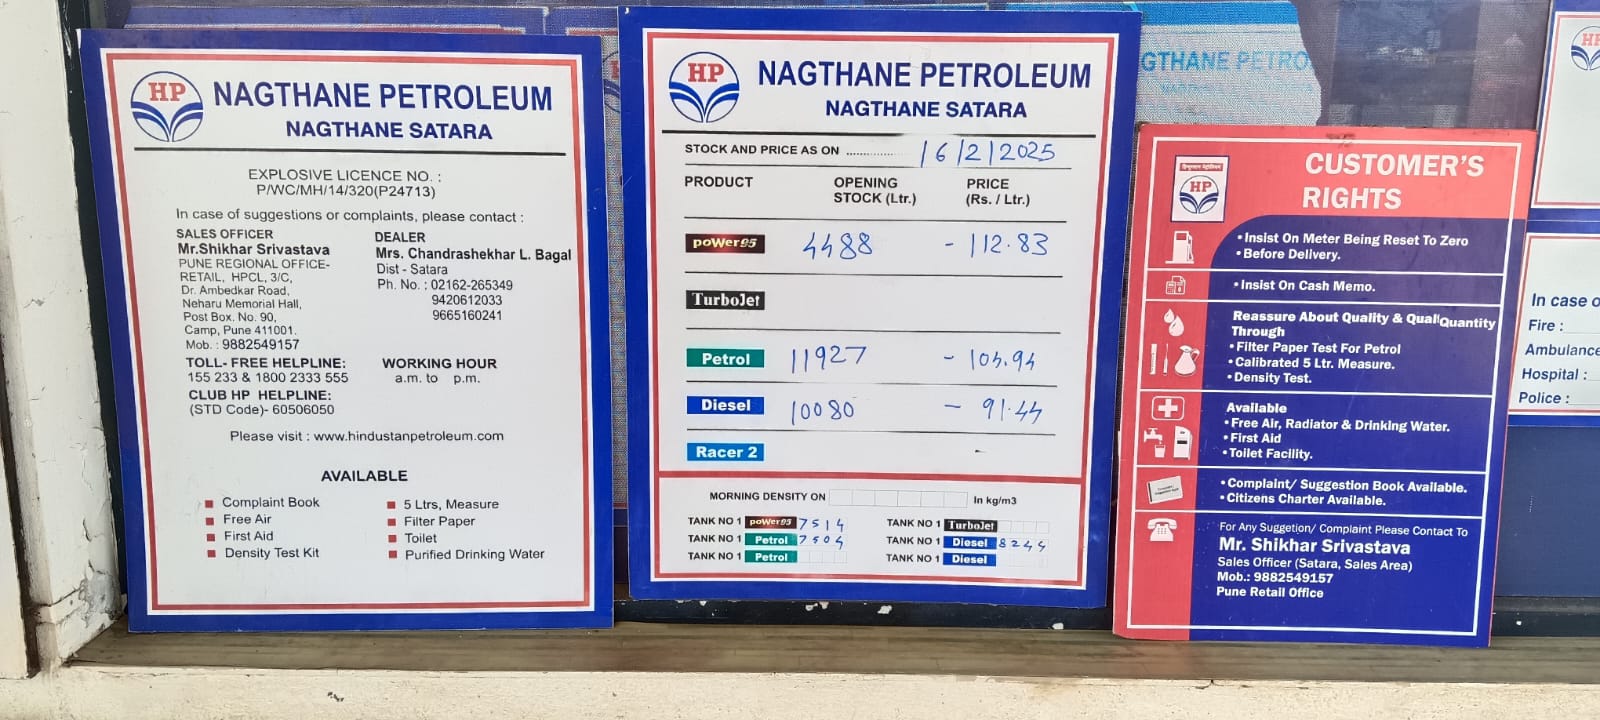 HP
NAGTHANE PETROLEUM
NAGTHANE SATARA
EXPLOSIVE LICENCE NO. :
P/WC/MH/14/320(P24713)
In case of suggestions or complaints, please contact :
SALES OFFICER
Mr.Shikhar Srivastava
PUNE REGIONAL OFFICE-
RETAIL, HPCL, 3/C,
Dr. Ambedkar Road,
Neharu Memorial Hall,
Post Box. No. 90,
Camp, Pune 411001.
Mob. : 9882549157
DEALER
Mrs. Chandrashekhar L. Bagal
Dist - Satara
Ph. No. : 02162-265349
9420612033
9665160241
TOLL- FREE HELPLINE:
155 233 & 1800 2333 555
CLUB HP HELPLINE:
(STD Code)- 60506050
WORKING HOUR
a.m. to p.m.
Please visit : www.hindustanpetroleum.com
AVAILABLE
Complaint Book
Free Air
First Aid
Density Test Kit
5 Ltrs, Measure
Filter Paper
Toilet
Purified Drinking Water
HP
NAGTHANE PETROLEUM
NAGTHANE SATARA
STOCK AND PRICE AS ON .............. 16/2/2025
PRODUCT OPENING STOCK (Ltr.) PRICE (Rs. / Ltr.)
poWer95 4488 - 112.83
TurboJet
Petrol 11927 -
Diesel 10080 - 91.44
Racer 2 -
MORNING DENSITY ON In kg/m3
TANK NO 1 poWer95 7514 TANK NO 1 TurboJet
TANK NO 1 Petrol 7504 TANK NO 1 Diesel 8244
TANK NO 1 Petrol TANK NO 1 Diesel
GTHANE PETRO
HP
CUSTOMER'S
RIGHTS
• Insist On Meter Being Reset To Zero
• Before Delivery.
• Insist On Cash Memo.
Reassure About Quality & Quali Quantity
Through
• Filter Paper Test For Petrol
• Calibrated 5 Ltr. Measure.
• Density Test.
Available
• Free Air, Radiator & Drinking Water.
• First Aid
• Toilet Facility.
• Complaint/ Suggestion Book Available.
• Citizens Charter Available.
For Any Suggetion/ Complaint Please Contact To
Mr. Shikhar Srivastava
Sales Officer (Satara, Sales Area)
Mob.: 9882549157
Pune Retail Office
In case o
Fire :
Ambulance
Hospital :
Police :